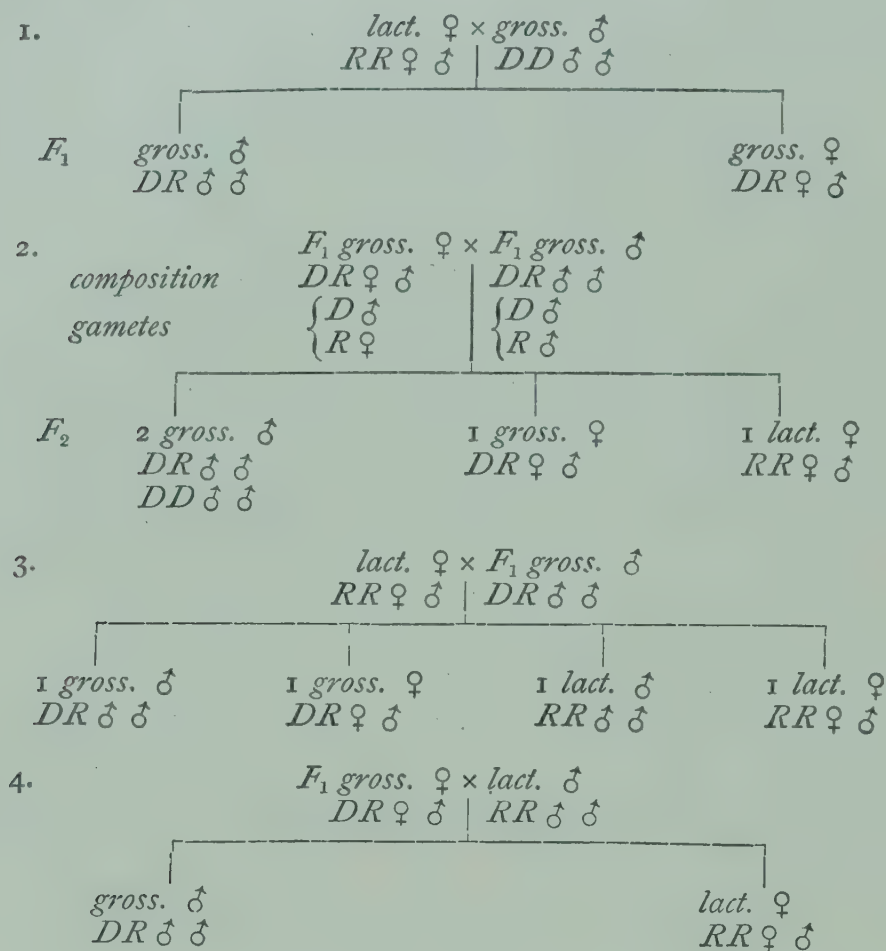 1. lact. ♀ × gross. ♂
RR ♀ ♂ | DD ♂ ♂
F₁ gross. ♂ gross. ♀
DR ♂ ♂ DR ♀ ♂
2. F₁ gross. ♀ × F₁ gross. ♂
composition DR ♀ ♂ DR ♂ ♂
gametes { D ♂ { D ♂
{ R ♀ { R ♂
F₂ 2 gross. ♂ 1 gross. ♀ 1 lact. ♀
DR ♂ ♂ DR ♀ ♂ RR ♀ ♂
DD ♂ ♂
3. lact. ♀ × F₁ gross. ♂
RR ♀ ♂ | DR ♂ ♂
1 gross. ♂ 1 gross. ♀ 1 lact. ♂ 1 lact. ♀
DR ♂ ♂ DR ♀ ♂ RR ♂ ♂ RR ♀ ♂
4. F₁ gross. ♀ × lact. ♂
DR ♀ ♂ | RR ♂ ♂
gross. ♂ lact. ♀
DR ♂ ♂ RR ♀ ♂